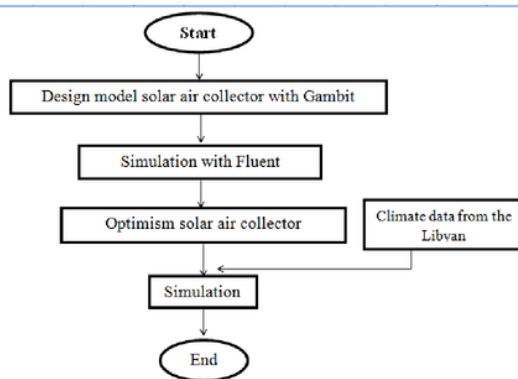 Start
Design model solar air collector with Gambit
Simulation with Fluent
Optimism solar air collector
Climate data from the
Libvan
Simulation
End